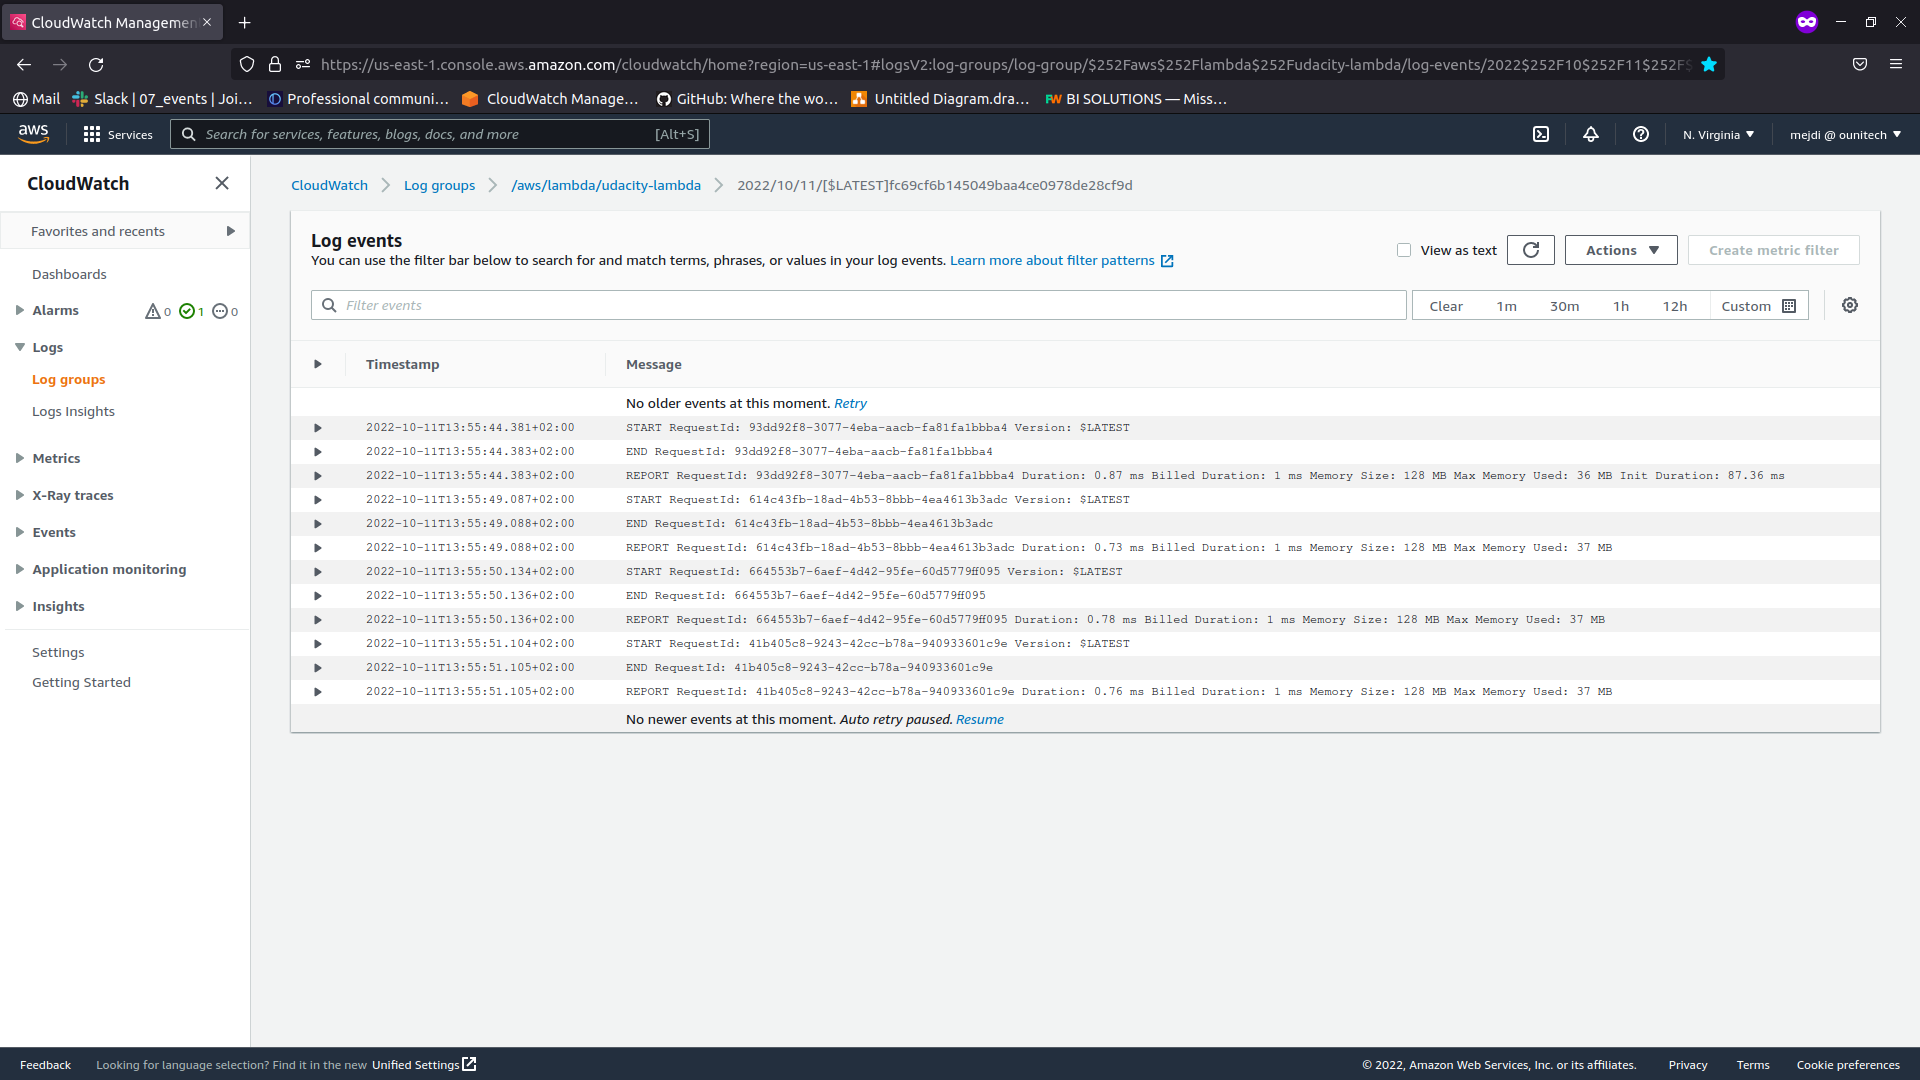 CloudWatch Managemen
https://us-east-1.console.aws.amazon.com/cloudwatch/home?region=us-east-1#logsV2:log-groups/log-group/$252Faws$252Flambda$252Fudacity-lambda/log-events/2022$252F10$252F11$252F$
Mail Slack | 07_events | Joi… Professional communi… CloudWatch Manage… GitHub: Where the wo… Untitled Diagram.dra… BI SOLUTIONS — Miss…
aws Services Search for services, features, blogs, docs, and more [Alt+S] N. Virginia mejdi @ ounitech
CloudWatch
Favorites and recents
Dashboards
Alarms 0 1 0
Logs
Log groups
Logs Insights
Metrics
X-Ray traces
Events
Application monitoring
Insights
Settings
Getting Started
CloudWatch Log groups /aws/lambda/udacity-lambda 2022/10/11/[$LATEST]fc69cf6b145049baa4ce0978de28cf9d
Log events
You can use the filter bar below to search for and match terms, phrases, or values in your log events. Learn more about filter patterns
View as text Actions Create metric filter
Filter events Clear 1m 30m 1h 12h Custom
Timestamp Message
No older events at this moment. Retry
2022-10-11T13:55:44.381+02:00 START RequestId: 93dd92f8-3077-4eba-aacb-fa81fa1bbba4 Version: $LATEST
2022-10-11T13:55:44.383+02:00 END RequestId: 93dd92f8-3077-4eba-aacb-fa81fa1bbba4
2022-10-11T13:55:44.383+02:00 REPORT RequestId: 93dd92f8-3077-4eba-aacb-fa81fa1bbba4 Duration: 0.87 ms Billed Duration: 1 ms Memory Size: 128 MB Max Memory Used: 36 MB Init Duration: 87.36 ms
2022-10-11T13:55:49.087+02:00 START RequestId: 614c43fb-18ad-4b53-8bbb-4ea4613b3adc Version: $LATEST
2022-10-11T13:55:49.088+02:00 END RequestId: 614c43fb-18ad-4b53-8bbb-4ea4613b3adc
2022-10-11T13:55:49.088+02:00 REPORT RequestId: 614c43fb-18ad-4b53-8bbb-4ea4613b3adc Duration: 0.73 ms Billed Duration: 1 ms Memory Size: 128 MB Max Memory Used: 37 MB
2022-10-11T13:55:50.134+02:00 START RequestId: 664553b7-6aef-4d42-95fe-60d5779ff095 Version: $LATEST
2022-10-11T13:55:50.136+02:00 END RequestId: 664553b7-6aef-4d42-95fe-60d5779ff095
2022-10-11T13:55:50.136+02:00 REPORT RequestId: 664553b7-6aef-4d42-95fe-60d5779ff095 Duration: 0.78 ms Billed Duration: 1 ms Memory Size: 128 MB Max Memory Used: 37 MB
2022-10-11T13:55:51.104+02:00 START RequestId: 41b405c8-9243-42cc-b78a-940933601c9e Version: $LATEST
2022-10-11T13:55:51.105+02:00 END RequestId: 41b405c8-9243-42cc-b78a-940933601c9e
2022-10-11T13:55:51.105+02:00 REPORT RequestId: 41b405c8-9243-42cc-b78a-940933601c9e Duration: 0.76 ms Billed Duration: 1 ms Memory Size: 128 MB Max Memory Used: 37 MB
No newer events at this moment. Auto retry paused. Resume
Feedback Looking for language selection? Find it in the new Unified Settings © 2022, Amazon Web Services, Inc. or its affiliates. Privacy Terms Cookie preferences